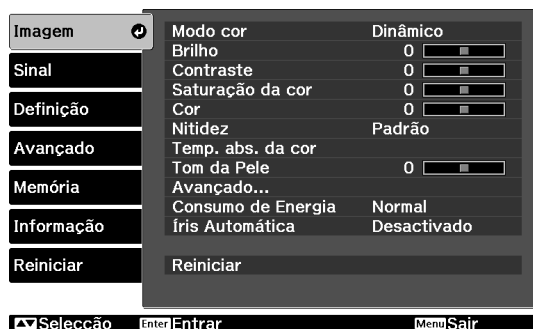 Imagem
Sinal
Definição
Avançado
Memória
Informação
Reiniciar
Modo cor Dinâmico
Brilho 0
Contraste 0
Saturação da cor 0
Cor 0
Nitidez Padrão
Temp. abs. da cor
Tom da Pele 0
Avançado...
Consumo de Energia Normal
Íris Automática Desactivado
Reiniciar
Selecção Enter Entrar Menu Sair